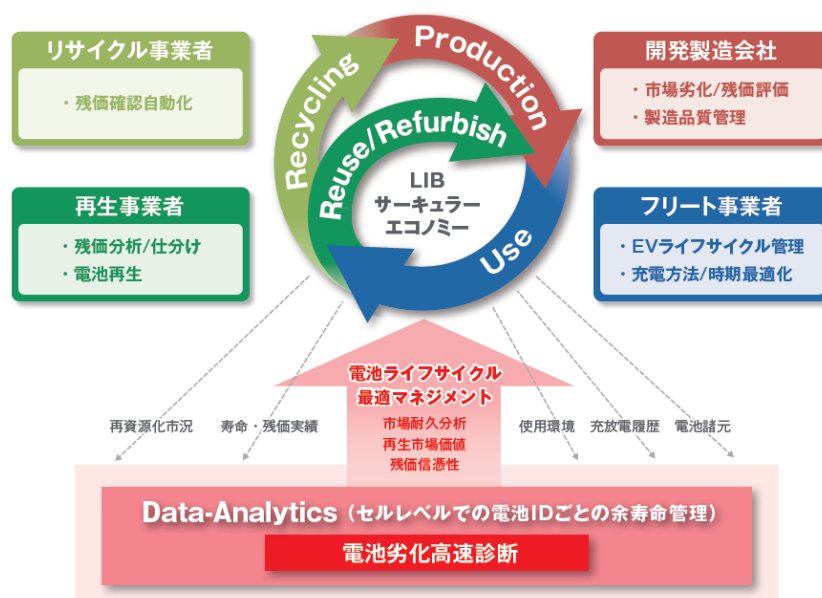 リサイクル事業者
・残価確認自動化
再生事業者
・残価分析/仕分け
・電池再生
Recycling
Production
Reuse/Refurbish
Use
LIB
サーキュラー
エコノミー
開発製造会社
・市場劣化/残価評価
・製造品質管理
フリート事業者
・EVライフサイクル管理
・充電方法/時期最適化
電池ライフサイクル
最適マネジメント
市場耐久分析
再生市場価値
残価信憑性
再資源化市況
寿命・残価実績
使用環境
充放電履歴
電池諸元
Data-Analytics（セルレベルでの電池IDごとの余寿命管理）
電池劣化高速診断